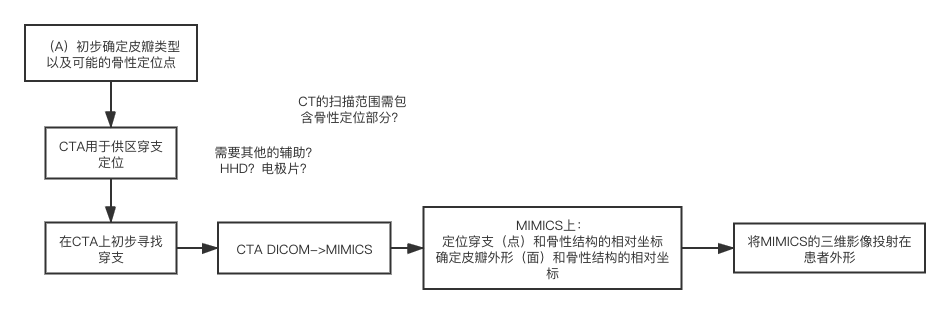 （A）初步确定皮瓣类型
以及可能的骨性定位点
CT的扫描范围需包
含骨性定位部分？
CTA用于供区穿支
定位
需要其他的辅助？
HHD？电极片？
在CTA上初步寻找
穿支
CTA DICOM->MIMICS
MIMICS上：
定位穿支（点）和骨性结构的相对坐标
确定皮瓣外形（面）和骨性结构的相对坐
标
将MIMICS的三维影像投射在
患者外形